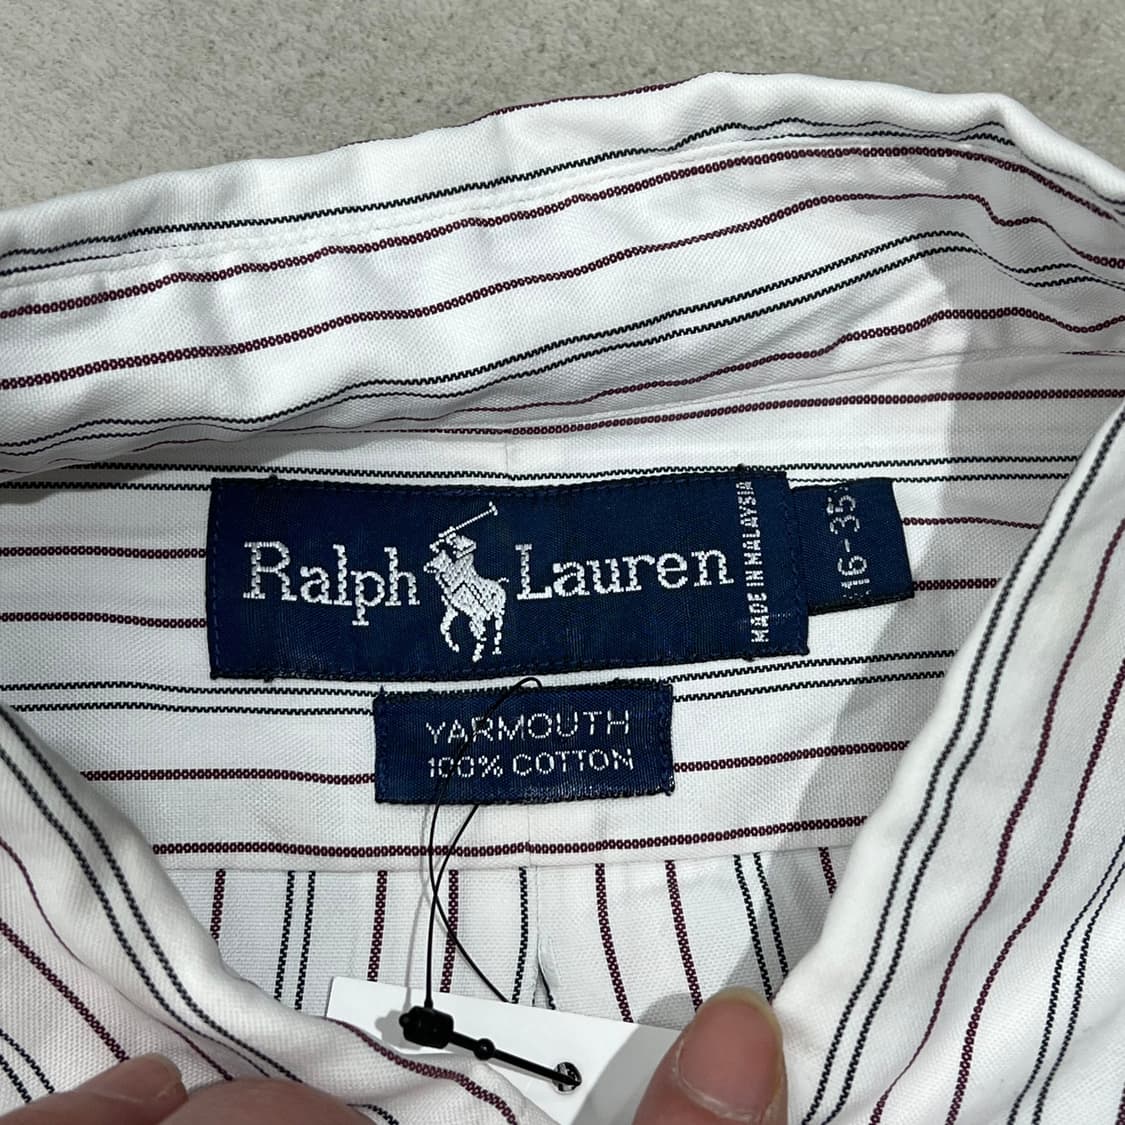 Ralph Lauren
MADE IN MALAYSIA
16-35
YARMOUTH
100% COTTON